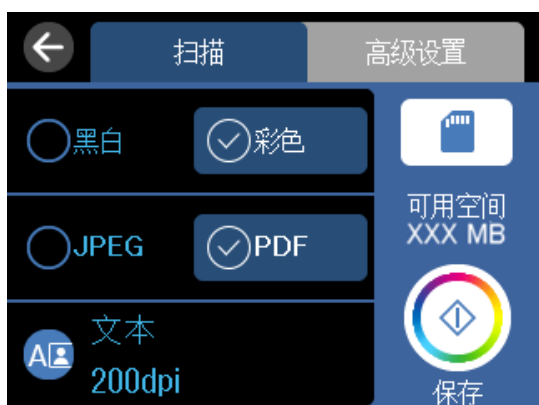 扫描
高级设置
黑白
彩色
JPEG
PDF
A
文本
200dpi
可用空间
XXX MB
保存